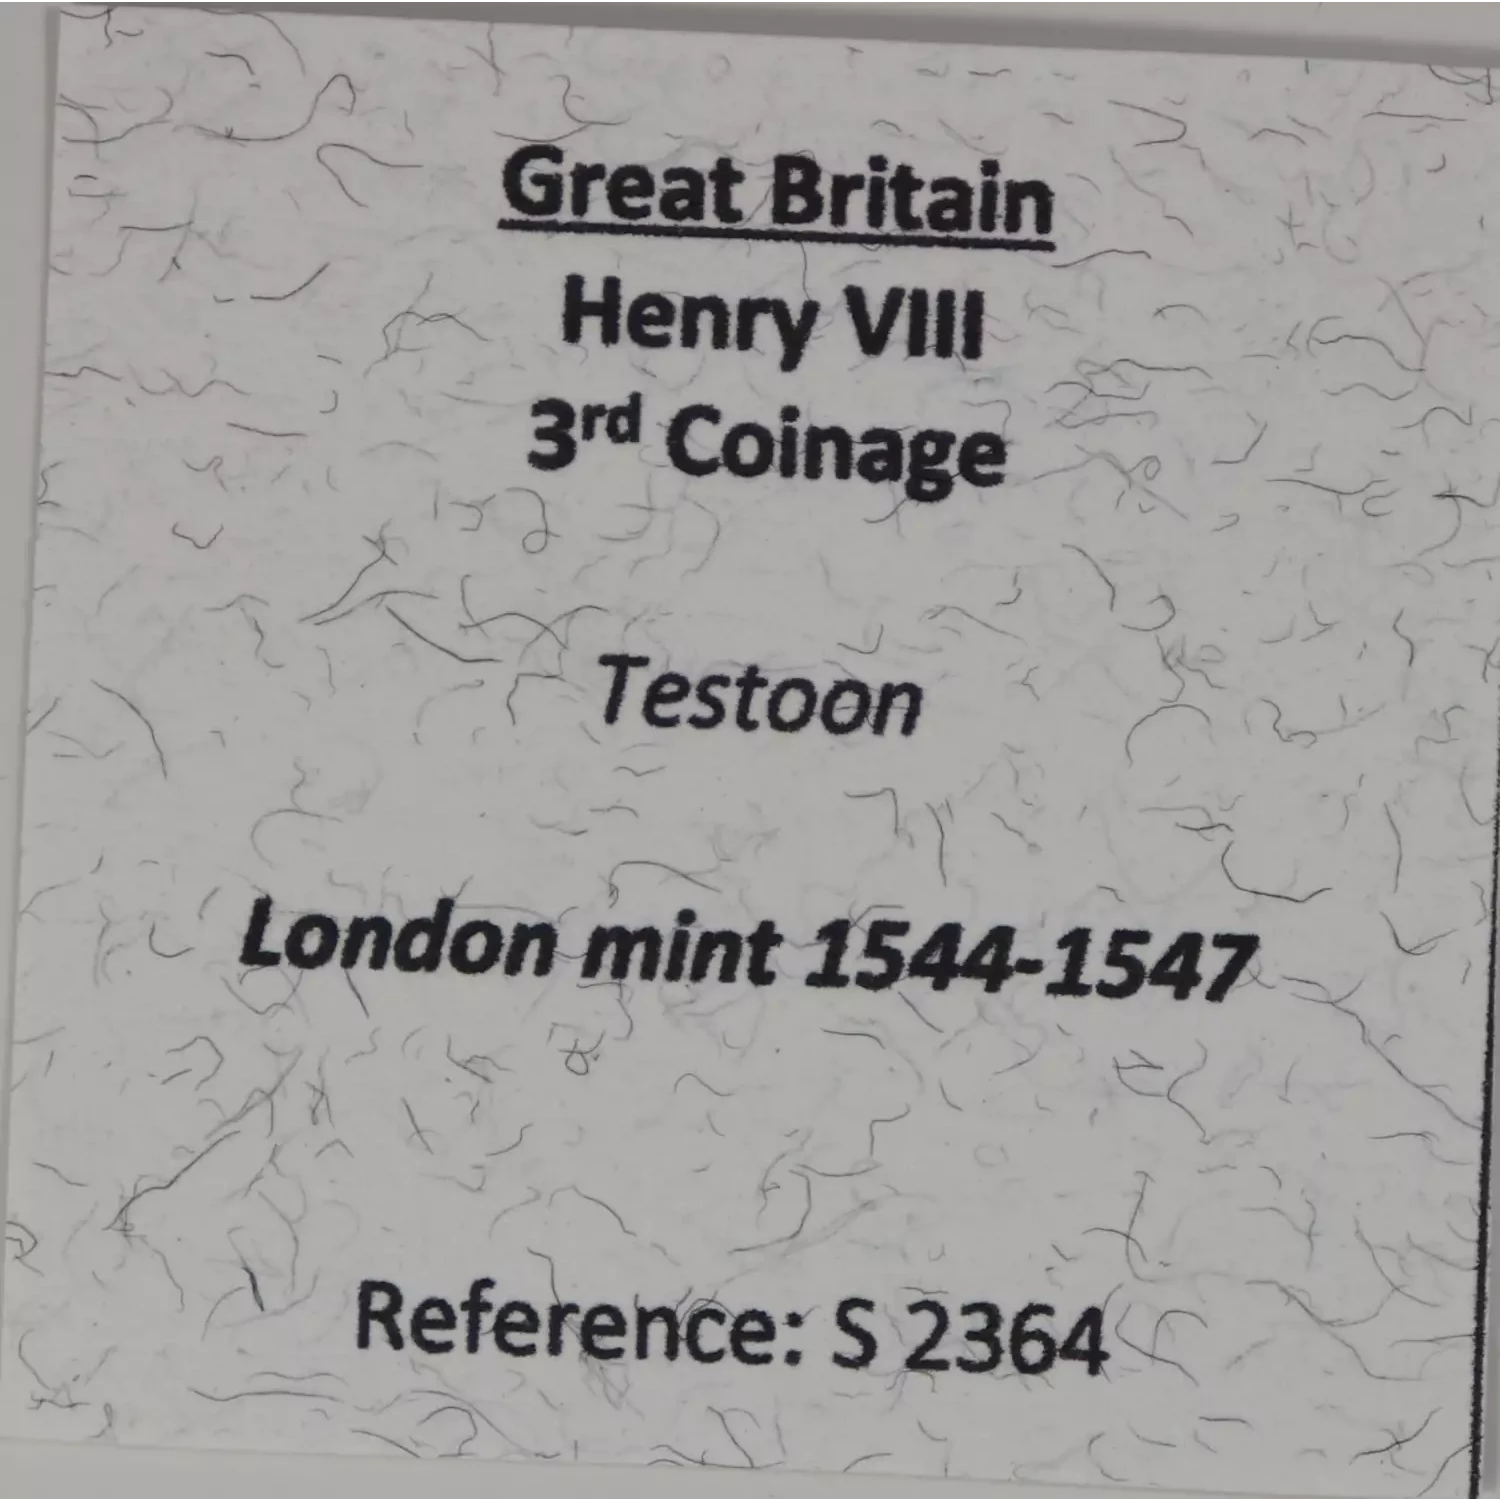 Great Britain
Henry VIII
3rd Coinage
Testoon
London mint 1544-1547
Reference: S 2364